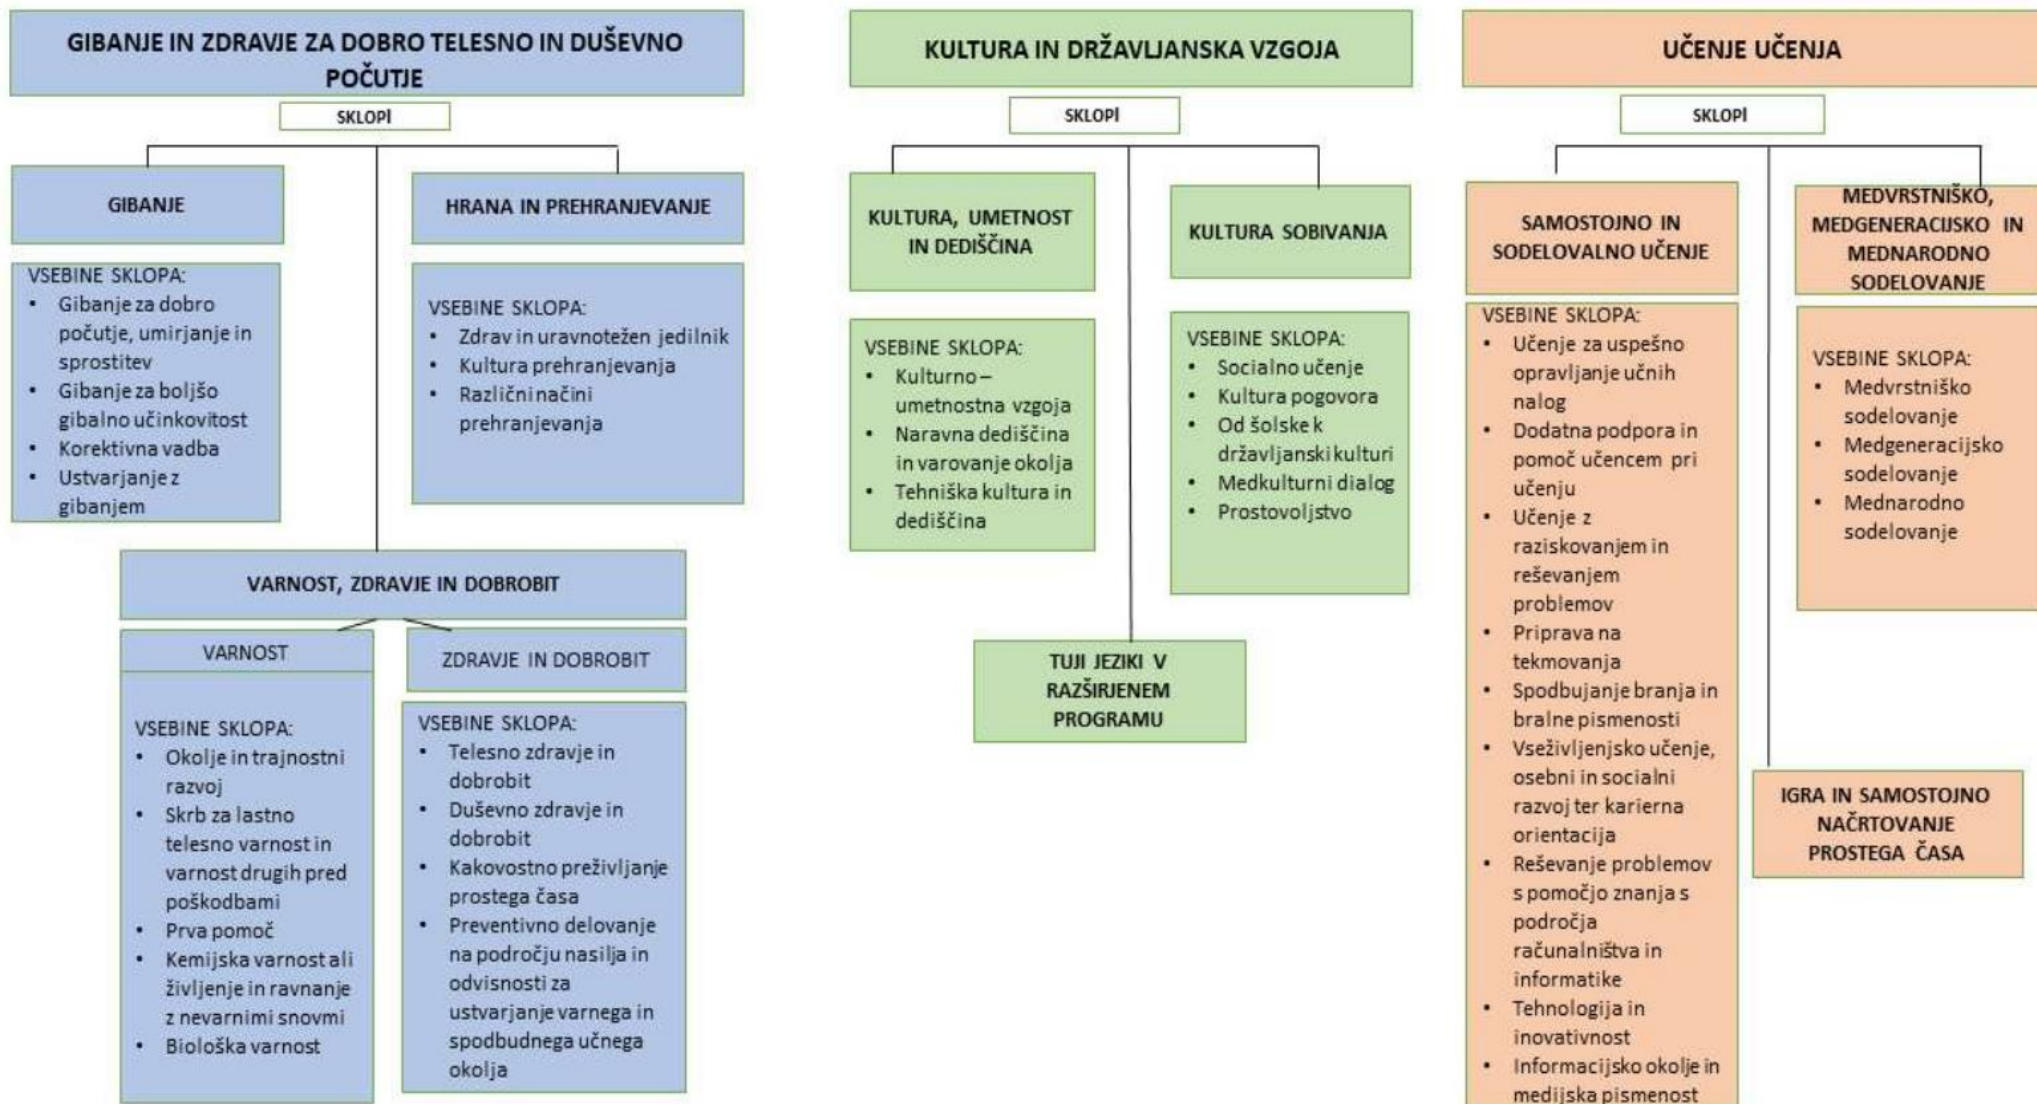 GIBANJE IN ZDRAVJE ZA DOBRO TELESNO IN DUŠEVNO
POČUTJE
SKLOPI
GIBANJE
VSEBINE SKLOPA:
• Gibanje za dobro
počutje, umirjanje in
sprostitev
• Gibanje za boljšo
gibalno učinkovitost
• Korektivna vadba
• Ustvarjanje z
gibanjem
HRANA IN PREHRANJEVANJE
VSEBINE SKLOPA:
• Zdrav in uravnotežen jedilnik
• Kultura prehranjevanja
• Različni načini
prehranjevanja
VARNOST, ZDRAVJE IN DOBROBIT
VARNOST
VSEBINE SKLOPA:
• Okolje in trajnostni
razvoj
• Skrb za lastno
telesno varnost in
varnost drugih pred
poškodbami
• Prva pomoč
• Kemijska varnost ali
življenje in ravnanje
z nevarnimi snovmi
• Biološka varnost
ZDRAVJE IN DOBROBIT
VSEBINE SKLOPA:
• Telesno zdravje in
dobrobit
• Duševno zdravje in
dobrobit
• Kakovostno preživljanje
prostega časa
• Preventivno delovanje
na področju nasilja in
odvisnosti za
ustvarjanje varnega in
spodbudnega učnega
okolja
KULTURA IN DRŽAVLJANSKA VZGOJA
SKLOPI
KULTURA, UMETNOST
IN DEDIŠČINA
VSEBINE SKLOPA:
• Kulturno –
umetnostna vzgoja
• Naravna dediščina
in varovanje okolja
• Tehniška kultura in
dediščina
KULTURA SOBIVANJA
VSEBINE SKLOPA:
• Socialno učenje
• Kultura pogovora
• Od šolske k
državljanski kulturi
• Medkulturni dialog
• Prostovoljstvo
TUJI JEZIKI V
RAZŠIRJENEM
PROGRAMU
UČENJE UČENJA
SKLOPI
SAMOSTOJNO IN
SODELOVALNO UČENJE
VSEBINE SKLOPA:
• Učenje za uspešno
opravljanje učnih
nalog
• Dodatna podpora in
pomoč učencem pri
učenju
• Učenje z
raziskovanjem in
reševanjem
problemov
• Priprava na
tekmovanja
• Spodbujanje branja in
bralne pismenosti
• Vseživljenjsko učenje,
osebni in socialni
razvoj ter karierna
orientacija
• Reševanje problemov
s pomočjo znanja s
področja
računalništva in
informatike
• Tehnologija in
inovativnost
• Informacijsko okolje in
medijska pismenost
MEDVRSTNIŠKO,
MEDGENERACIJSKO IN
MEDNARODNO
SODELOVANJE
VSEBINE SKLOPA:
• Medvrstniško
sodelovanje
• Medgeneracijsko
sodelovanje
• Mednarodno
sodelovanje
IGRA IN SAMOSTOJNO
NAČRTOVANJE
PROSTEGA ČASA